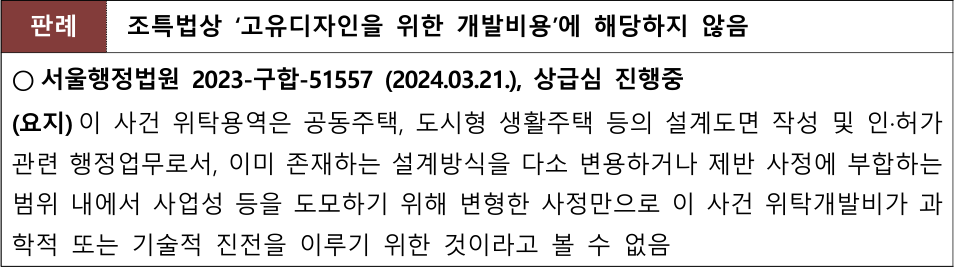 판례 조특법상 ‘고유디자인을 위한 개발비용’에 해당하지 않음
○ 서울행정법원 2023-구합-51557 (2024.03.21.), 상급심 진행중
(요지) 이 사건 위탁용역은 공동주택, 도시형 생활주택 등의 설계도면 작성 및 인·허가
관련 행정업무로서, 이미 존재하는 설계방식을 다소 변용하거나 제반 사정에 부합하는
범위 내에서 사업성 등을 도모하기 위해 변형한 사정만으로 이 사건 위탁개발비가 과
학적 또는 기술적 진전을 이루기 위한 것이라고 볼 수 없음